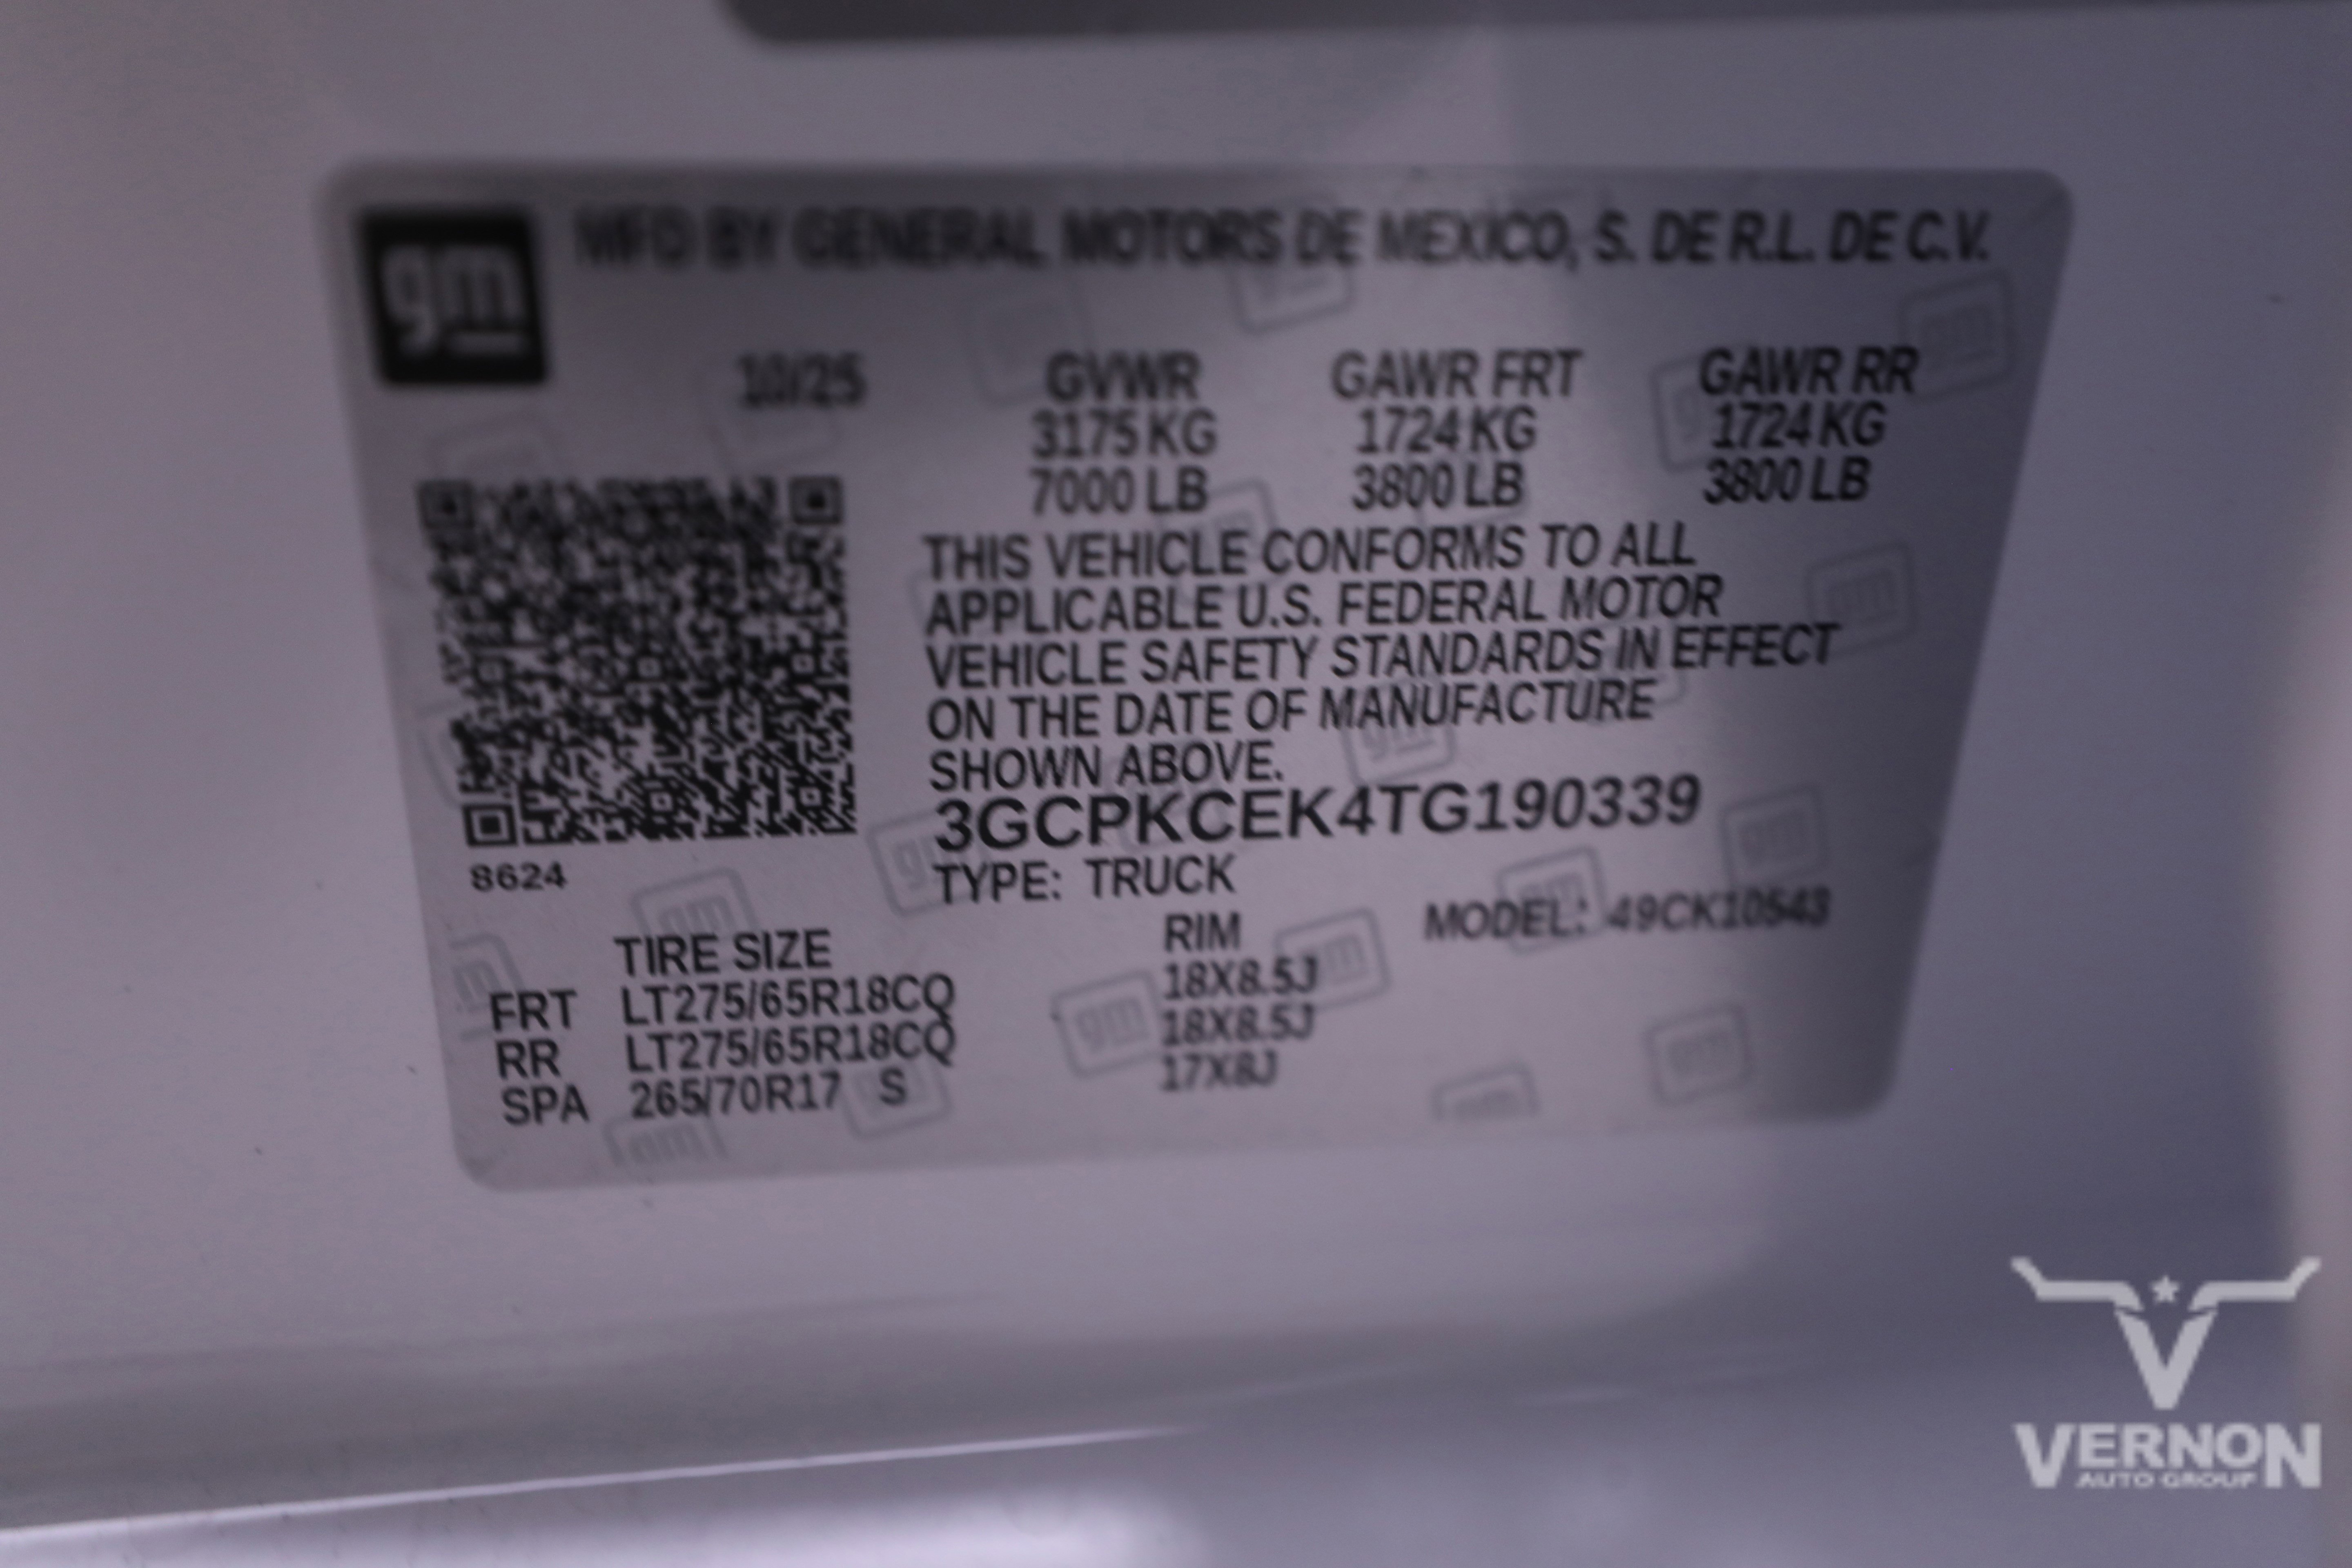 gm
MFD BY GENERAL MOTORS DE MEXICO, S. DE R.L. DE C.V.
10/25 GVWR GAWR FRT GAWR RR
3175 KG 1724 KG 1724 KG
7000 LB 3800 LB 3800 LB
THIS VEHICLE CONFORMS TO ALL
APPLICABLE U.S. FEDERAL MOTOR
VEHICLE SAFETY STANDARDS IN EFFECT
ON THE DATE OF MANUFACTURE
SHOWN ABOVE.
3GCPKCEK4TG190339
8624
TYPE: TRUCK
MODEL: 49CK10543
TIRE SIZE RIM
FRT LT275/65R18CQ 18X8.5J
RR LT275/65R18CQ 18X8.5J
SPA 265/70R17 S 17X8J
VERNON
AUTO GROUP